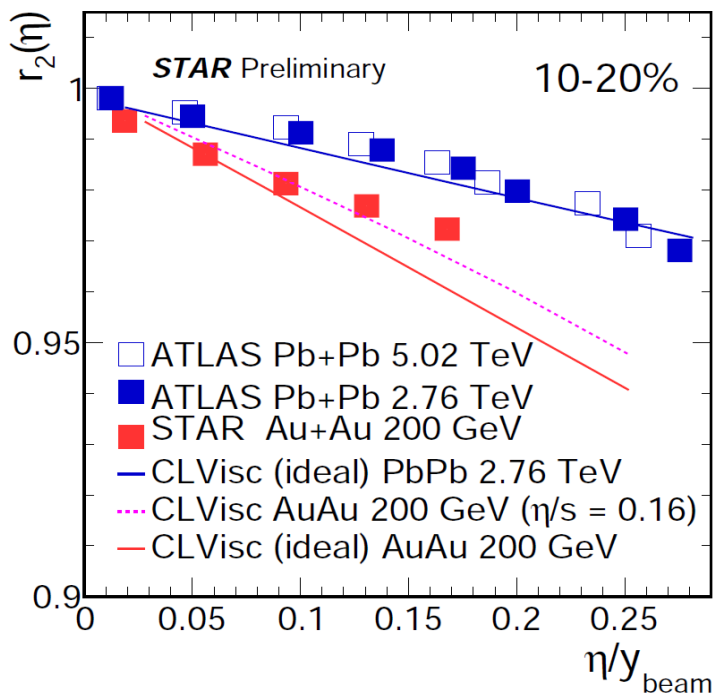 r2(η)
STAR Preliminary
10-20%
1
0.95
0.9
ATLAS Pb+Pb 5.02 TeV
ATLAS Pb+Pb 2.76 TeV
STAR Au+Au 200 GeV
CLVisc (ideal) PbPb 2.76 TeV
CLVisc AuAu 200 GeV (η/s = 0.16)
CLVisc (ideal) AuAu 200 GeV
0 0.05 0.1 0.15 0.2 0.25
η/y_beam